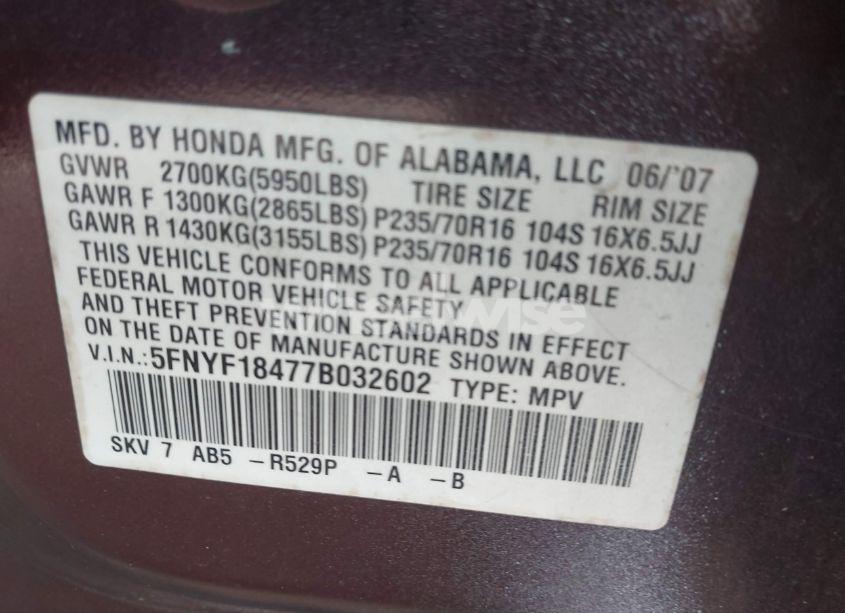 MFD. BY HONDA MFG. OF ALABAMA, LLC 06/'07
GVWR 2700KG(5950LBS) TIRE SIZE RIM SIZE
GAWR F 1300KG(2865LBS) P235/70R16 104S 16X6.5JJ
GAWR R 1430KG(3155LBS) P235/70R16 104S 16X6.5JJ
THIS VEHICLE CONFORMS TO ALL APPLICABLE
FEDERAL MOTOR VEHICLE SAFETY
AND THEFT PREVENTION STANDARDS IN EFFECT
ON THE DATE OF MANUFACTURE SHOWN ABOVE.
V.I.N.: 5FNYF18477B032602 TYPE: MPV
SKV 7 AB5 -R529P -A -B